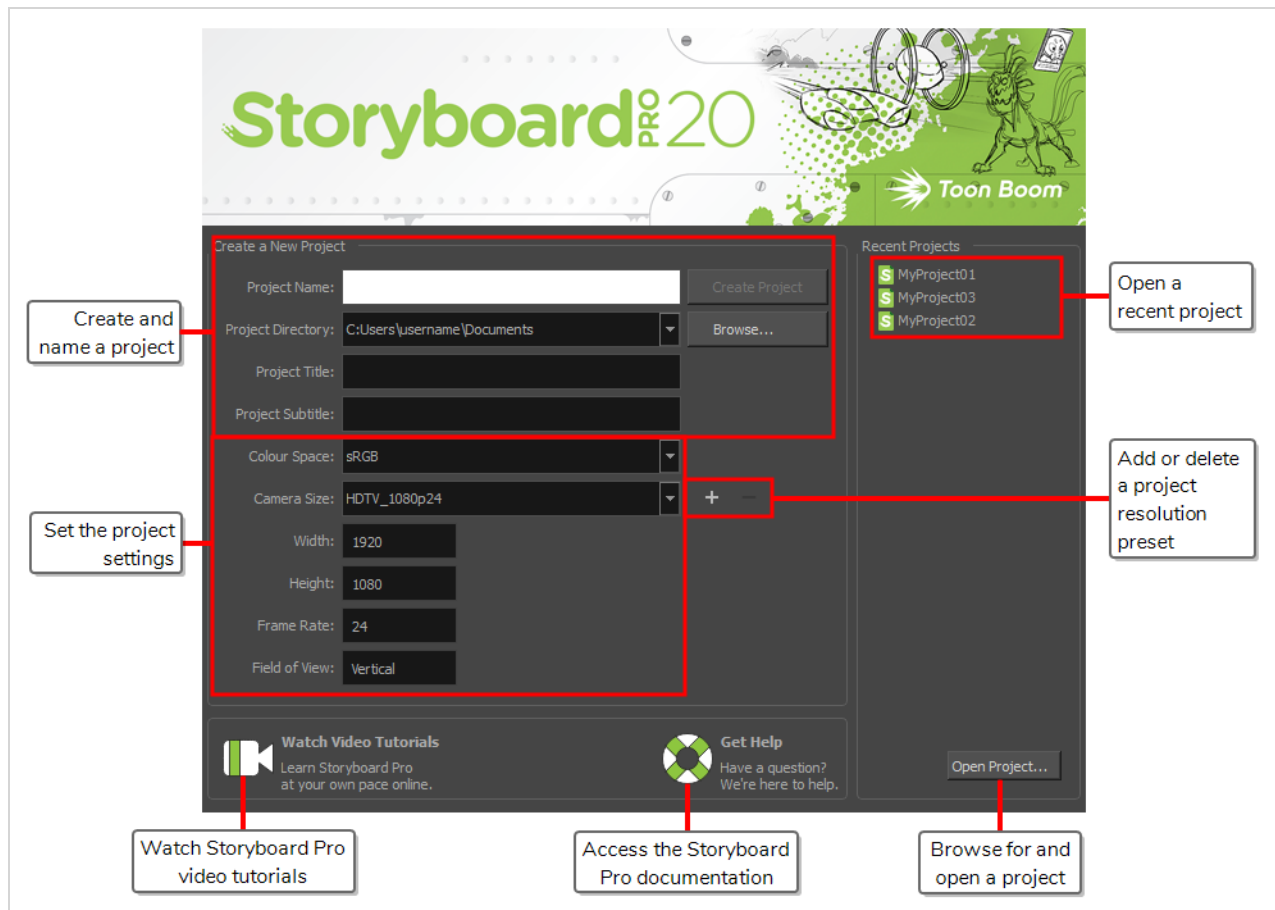 Storyboard PRO 20
Toon Boom
Create a New Project
Project Name:
Create Project
Project Directory: C:\Users\username\Documents
Browse...
Project Title:
Project Subtitle:
Colour Space: sRGB
Camera Size: HDTV_1080p24
+ −
Width: 1920
Height: 1080
Frame Rate: 24
Field of View: Vertical
Recent Projects
MyProject01
MyProject03
MyProject02
Open Project...
Watch Video Tutorials
Learn Storyboard Pro
at your own pace online.
Get Help
Have a question?
We're here to help.
Create and
name a project
Set the project
settings
Open a
recent project
Add or delete
a project
resolution
preset
Watch Storyboard Pro
video tutorials
Access the Storyboard
Pro documentation
Browse for and
open a project